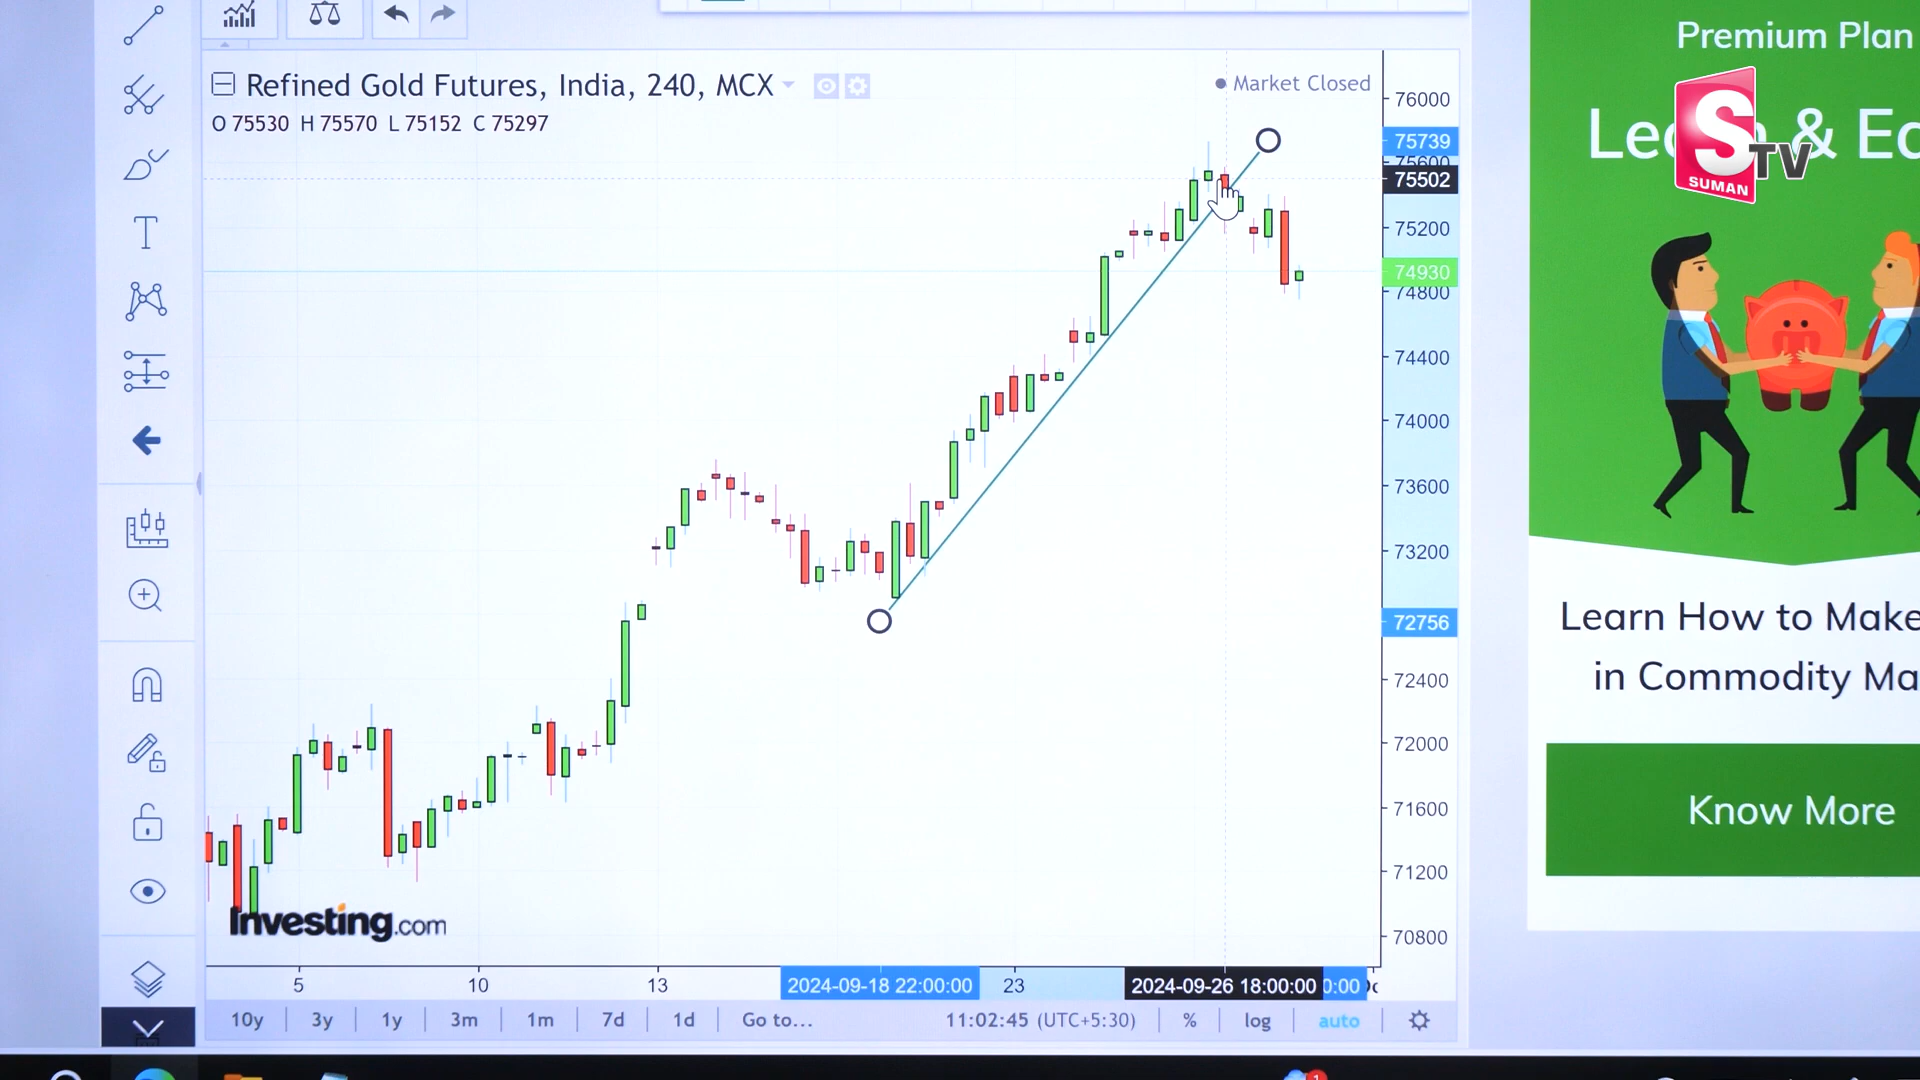 Refined Gold Futures, India, 240, MCX
Market Closed
O 75530 H 75570 L 75152 C 75297
76000
75739
75600
75502
75200
74930
74800
74400
74000
73600
73200
72756
72400
72000
71600
71200
70800
Investing.com
5 10 13 2024-09-18 22:00:00 23 2024-09-26 18:00:00 0:00
10y 3y 1y 3m 1m 7d 1d Go to... 11:02:45 (UTC+5:30) % log auto
Premium Plan
S TV
SUMAN
&
Learn How to Make
in Commodity Ma
Know More
1